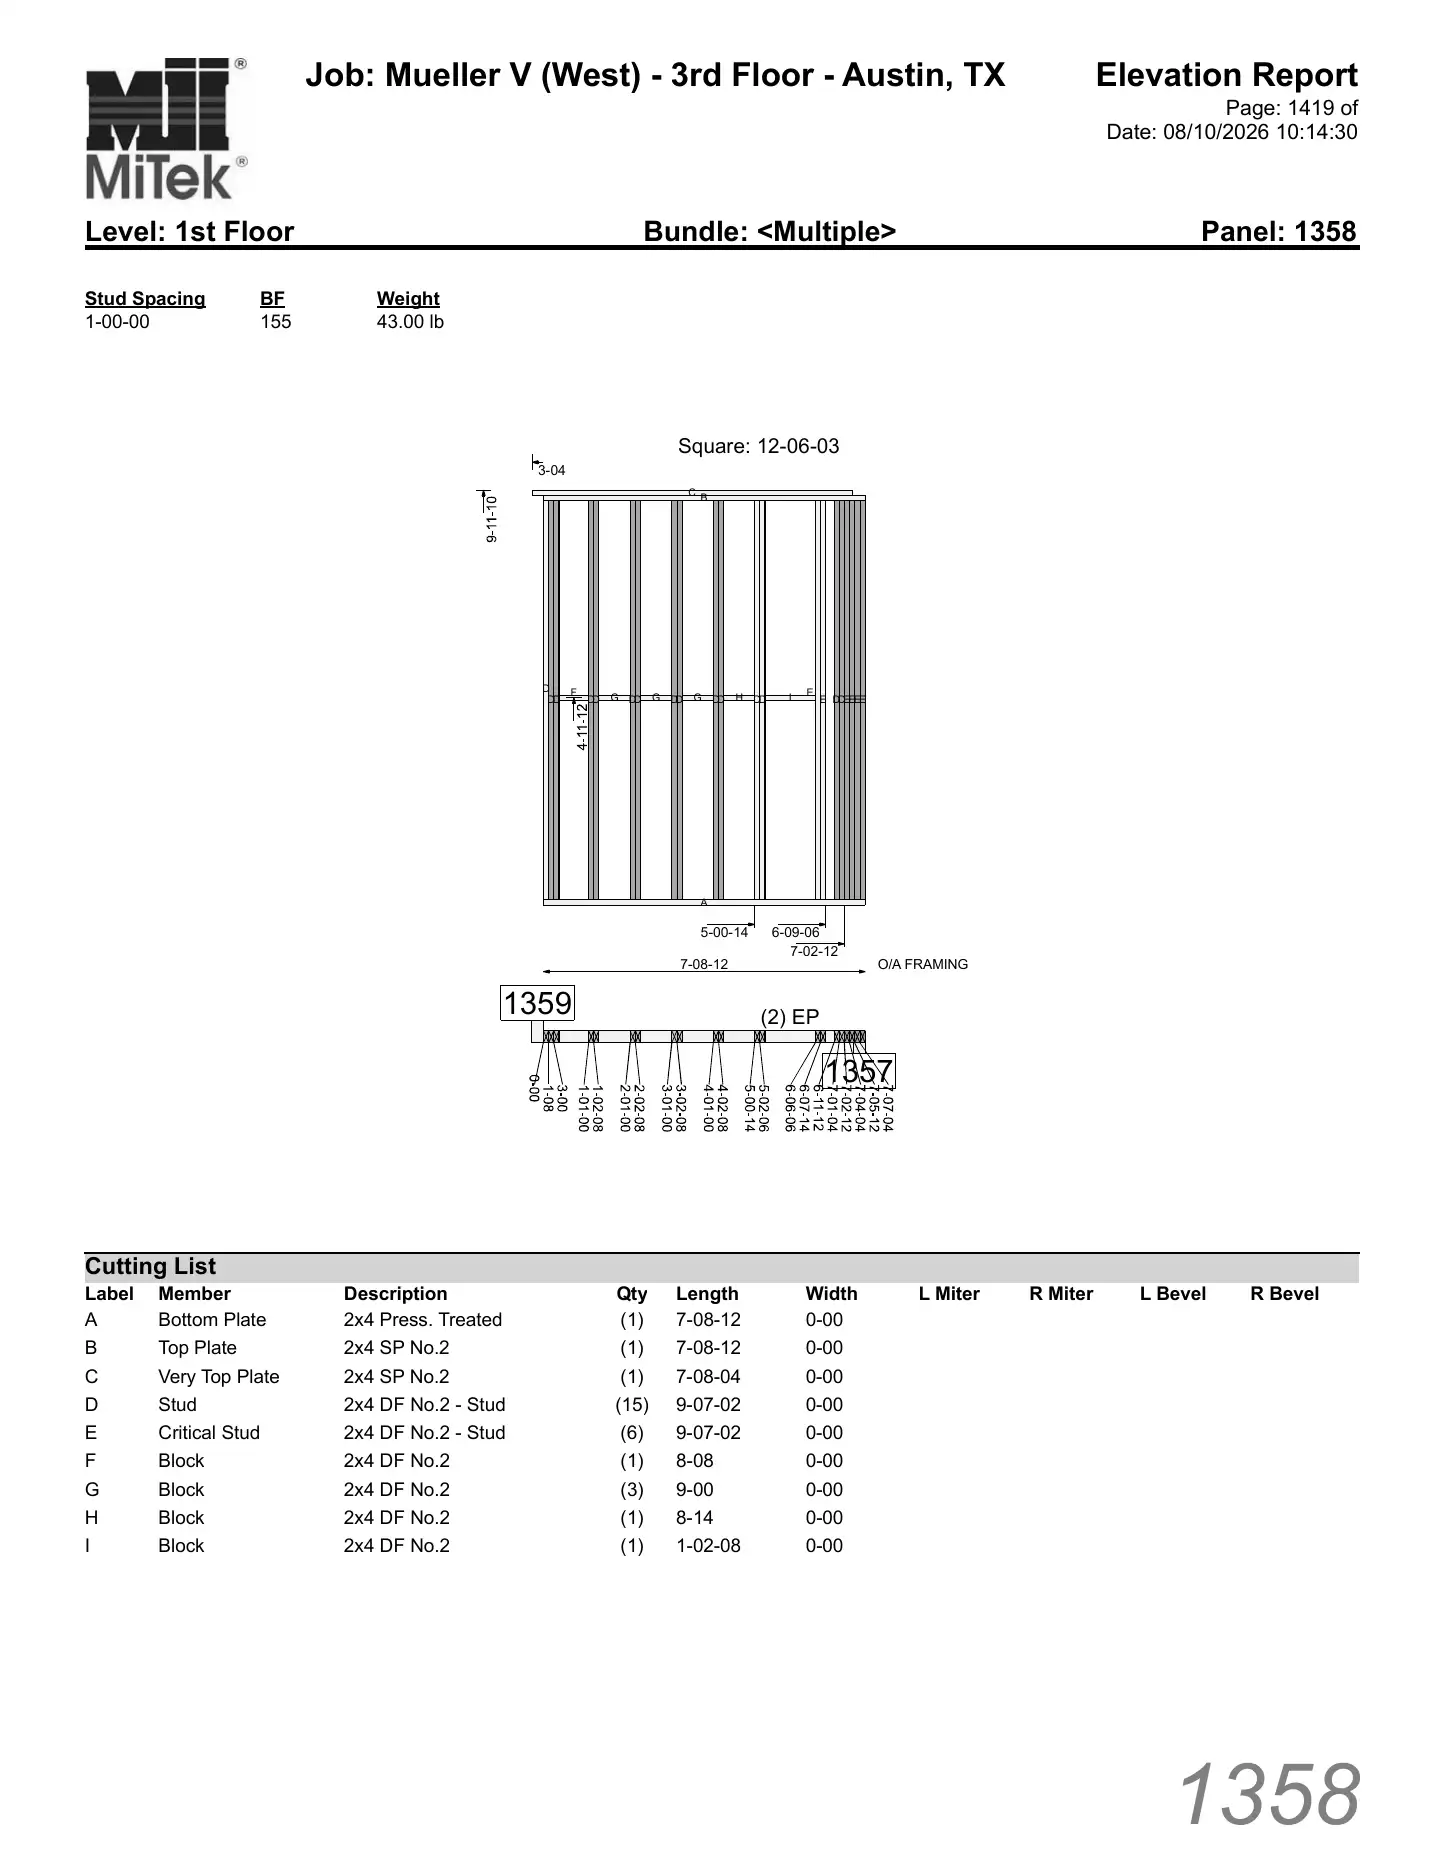 Job: Mueller V (West) - 3rd Floor - Austin, TX
Elevation Report
Page: 1419 of
Date: 08/10/2026 10:14:30
MiTek®
Level: 1st Floor Bundle: <Multiple> Panel: 1358
Stud Spacing BF Weight
1-00-00 155 43.00 lb
Square: 12-06-03
3-04
9-11-10
C
B
D F G G G H I F
D D D D D E D
4-11-12
A
5-00-14 6-09-06
7-02-12
7-08-12 O/A FRAMING
1359
(2) EP
1357
0-00 1-08 3-00 1-01-00 1-02-08 2-01-00 2-02-08 3-01-00 3-02-08 4-01-00 4-02-08 5-00-14 5-02-06 6-06-06 6-07-14 6-11-12 7-01-04 7-02-12 7-04-04 7-05-12 7-07-04
Cutting List
Label Member Description Qty Length Width L Miter R Miter L Bevel R Bevel
A Bottom Plate 2x4 Press. Treated (1) 7-08-12 0-00
B Top Plate 2x4 SP No.2 (1) 7-08-12 0-00
C Very Top Plate 2x4 SP No.2 (1) 7-08-04 0-00
D Stud 2x4 DF No.2 - Stud (15) 9-07-02 0-00
E Critical Stud 2x4 DF No.2 - Stud (6) 9-07-02 0-00
F Block 2x4 DF No.2 (1) 8-08 0-00
G Block 2x4 DF No.2 (3) 9-00 0-00
H Block 2x4 DF No.2 (1) 8-14 0-00
I Block 2x4 DF No.2 (1) 1-02-08 0-00
1358